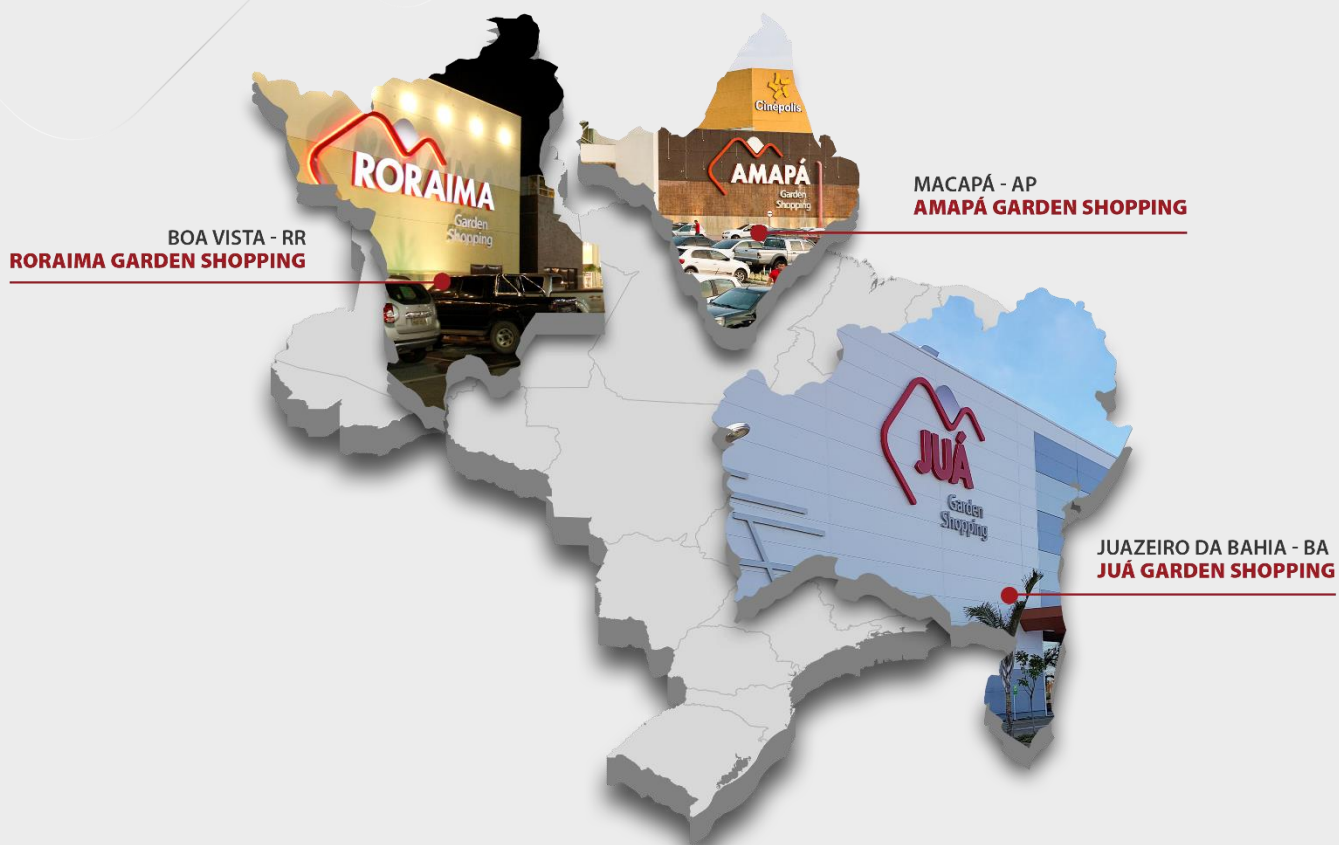 Cinépolis
RORAIMA
Garden
Shopping
AMAPÁ
Garden
Shopping
MACAPÁ - AP
AMAPÁ GARDEN SHOPPING
BOA VISTA - RR
RORAIMA GARDEN SHOPPING
JUÁ
Garden
Shopping
JUAZEIRO DA BAHIA - BA
JUÁ GARDEN SHOPPING